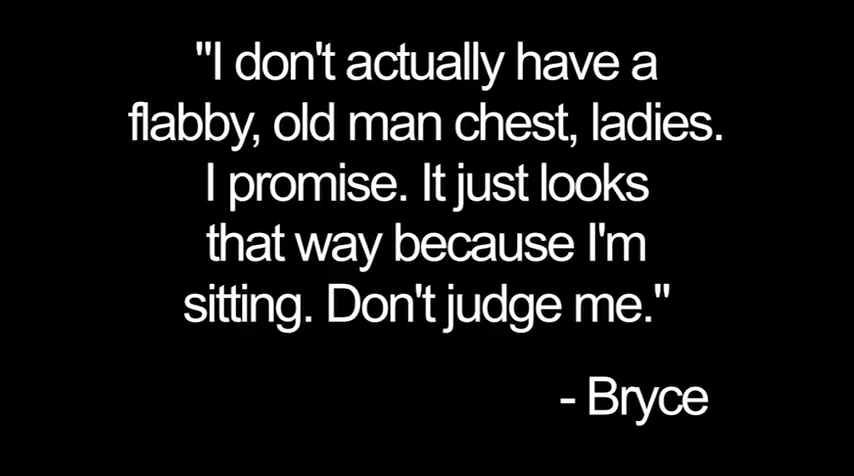 "I don't actually have a
flabby, old man chest, ladies.
I promise. It just looks
that way because I'm
sitting. Don't judge me."
- Bryce